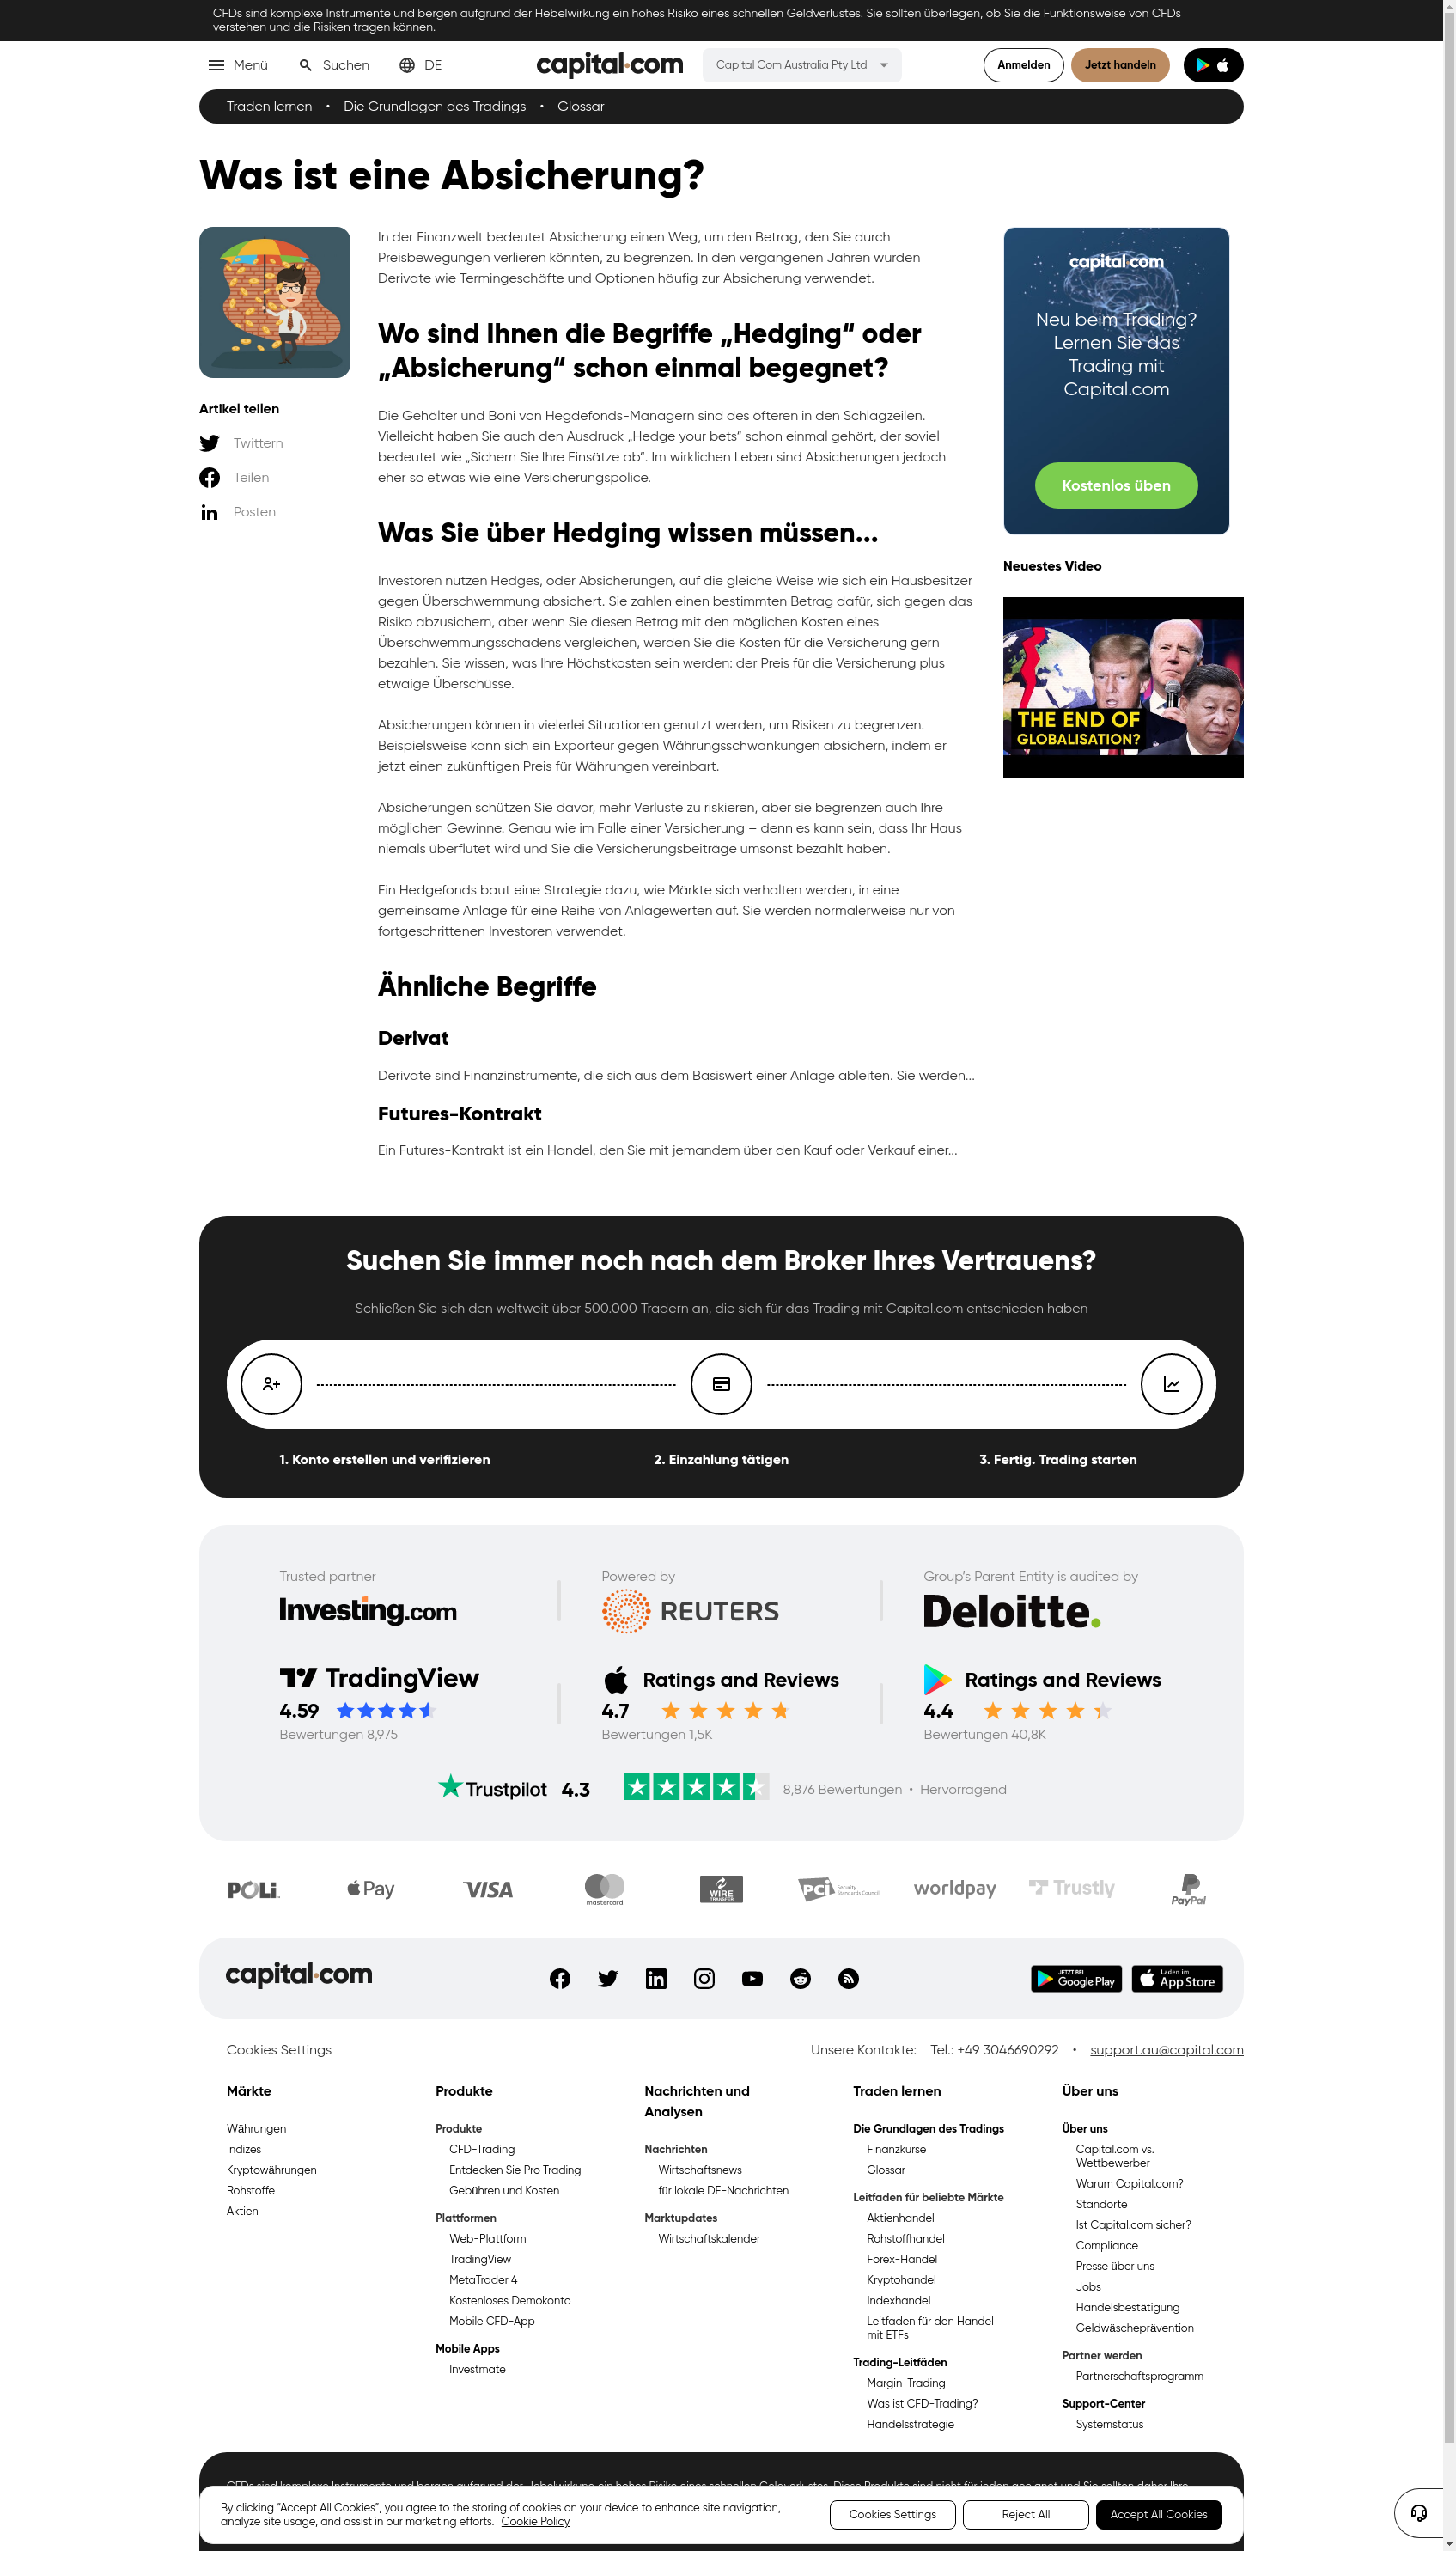 CFDs sind komplexe Instrumente und bergen aufgrund der Hebelwirkung ein hohes Risiko eines schnellen Geldverlustes. Sie sollten überlegen, ob Sie die Funktionsweise von CFDs
verstehen und die Risiken tragen können.
Menü
Suchen
DE
capital.com
Capital Com Australia Pty Ltd
Anmelden
Jetzt handeln
Traden lernen • Die Grundlagen des Tradings • Glossar
Was ist eine Absicherung?
Artikel teilen
Twittern
Teilen
Posten
In der Finanzwelt bedeutet Absicherung einen Weg, um den Betrag, den Sie durch
Preisbewegungen verlieren könnten, zu begrenzen. In den vergangenen Jahren wurden
Derivate wie Termingeschäfte und Optionen häufig zur Absicherung verwendet.
Wo sind Ihnen die Begriffe „Hedging“ oder
„Absicherung“ schon einmal begegnet?
Die Gehälter und Boni von Hegdefonds-Managern sind des öfteren in den Schlagzeilen.
Vielleicht haben Sie auch den Ausdruck „Hedge your bets“ schon einmal gehört, der soviel
bedeutet wie „Sichern Sie Ihre Einsätze ab“. Im wirklichen Leben sind Absicherungen jedoch
eher so etwas wie eine Versicherungspolice.
Was Sie über Hedging wissen müssen...
Investoren nutzen Hedges, oder Absicherungen, auf die gleiche Weise wie sich ein Hausbesitzer
gegen Überschwemmung absichert. Sie zahlen einen bestimmten Betrag dafür, sich gegen das
Risiko abzusichern, aber wenn Sie diesen Betrag mit den möglichen Kosten eines
Überschwemmungsschadens vergleichen, werden Sie die Kosten für die Versicherung gern
bezahlen. Sie wissen, was Ihre Höchstkosten sein werden: der Preis für die Versicherung plus
etwaige Überschüsse.
Absicherungen können in vielerlei Situationen genutzt werden, um Risiken zu begrenzen.
Beispielsweise kann sich ein Exporteur gegen Währungsschwankungen absichern, indem er
jetzt einen zukünftigen Preis für Währungen vereinbart.
Absicherungen schützen Sie davor, mehr Verluste zu riskieren, aber sie begrenzen auch Ihre
möglichen Gewinne. Genau wie im Falle einer Versicherung – denn es kann sein, dass Ihr Haus
niemals überflutet wird und Sie die Versicherungsbeiträge umsonst bezahlt haben.
Ein Hedgefonds baut eine Strategie dazu, wie Märkte sich verhalten werden, in eine
gemeinsame Anlage für eine Reihe von Anlagewerten auf. Sie werden normalerweise nur von
fortgeschrittenen Investoren verwendet.
Ähnliche Begriffe
Derivat
Derivate sind Finanzinstrumente, die sich aus dem Basiswert einer Anlage ableiten. Sie werden...
Futures-Kontrakt
Ein Futures-Kontrakt ist ein Handel, den Sie mit jemandem über den Kauf oder Verkauf einer...
capital.com
Neu beim Trading?
Lernen Sie das
Trading mit
Capital.com
Kostenlos üben
Neuestes Video
THE END OF
GLOBALISATION?
Suchen Sie immer noch nach dem Broker Ihres Vertrauens?
Schließen Sie sich den weltweit über 500.000 Tradern an, die sich für das Trading mit Capital.com entschieden haben
1. Konto erstellen und verifizieren
2. Einzahlung tätigen
3. Fertig. Trading starten
Trusted partner
Investing.com
Powered by
REUTERS
Group's Parent Entity is audited by
Deloitte.
TradingView
4.59
Bewertungen 8,975
Ratings and Reviews
4.7
Bewertungen 1,5K
Ratings and Reviews
4.4
Bewertungen 40,8K
Trustpilot 4.3
8,876 Bewertungen • Hervorragend
POLi
Pay
VISA
mastercard
WIRE
TRANSFER
PCI Security
Standards Council
worldpay
Trustly
PayPal
capital.com
JETZT BEI
Google Play
Laden im
App Store
Cookies Settings
Unsere Kontakte: Tel.: +49 3046690292 • support.au@capital.com
Märkte
Währungen
Indizes
Kryptowährungen
Rohstoffe
Aktien
Produkte
Produkte
CFD-Trading
Entdecken Sie Pro Trading
Gebühren und Kosten
Plattformen
Web-Plattform
TradingView
MetaTrader 4
Kostenloses Demokonto
Mobile CFD-App
Mobile Apps
Investmate
Nachrichten und
Analysen
Nachrichten
Wirtschaftsnews
für lokale DE-Nachrichten
Marktupdates
Wirtschaftskalender
Traden lernen
Die Grundlagen des Tradings
Finanzkurse
Glossar
Leitfaden für beliebte Märkte
Aktienhandel
Rohstoffhandel
Forex-Handel
Kryptohandel
Indexhandel
Leitfaden für den Handel
mit ETFs
Trading-Leitfäden
Margin-Trading
Was ist CFD-Trading?
Handelsstrategie
Über uns
Über uns
Capital.com vs.
Wettbewerber
Warum Capital.com?
Standorte
Ist Capital.com sicher?
Compliance
Presse über uns
Jobs
Handelsbestätigung
Geldwäscheprävention
Partner werden
Partnerschaftsprogramm
Support-Center
Systemstatus
By clicking “Accept All Cookies”, you agree to the storing of cookies on your device to enhance site navigation,
analyze site usage, and assist in our marketing efforts. Cookie Policy
Cookies Settings
Reject All
Accept All Cookies